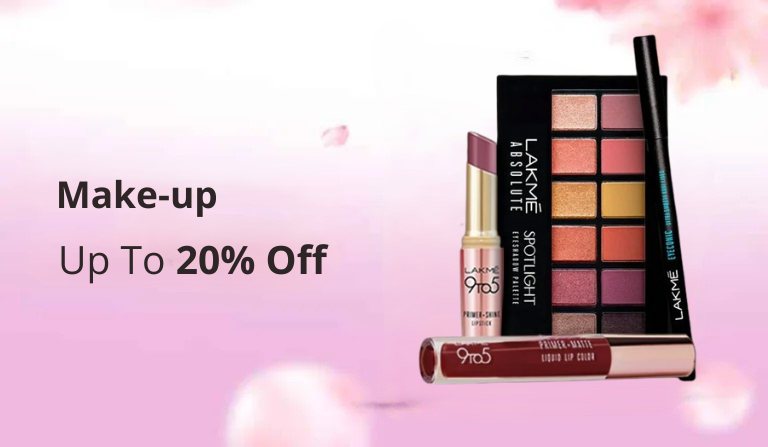 Make-up
Up To 20% Off
LAKMÉ
ABSOLUTE
SPOTLIGHT
EYESHADOW PALETTE
LAKMÉ
9to5
PRIMER+SHINE
LIPSTICK
EYECONIC
LAKMÉ
LAKMÉ
9to5
PRIMER+MATTE
LIQUID LIP COLOR